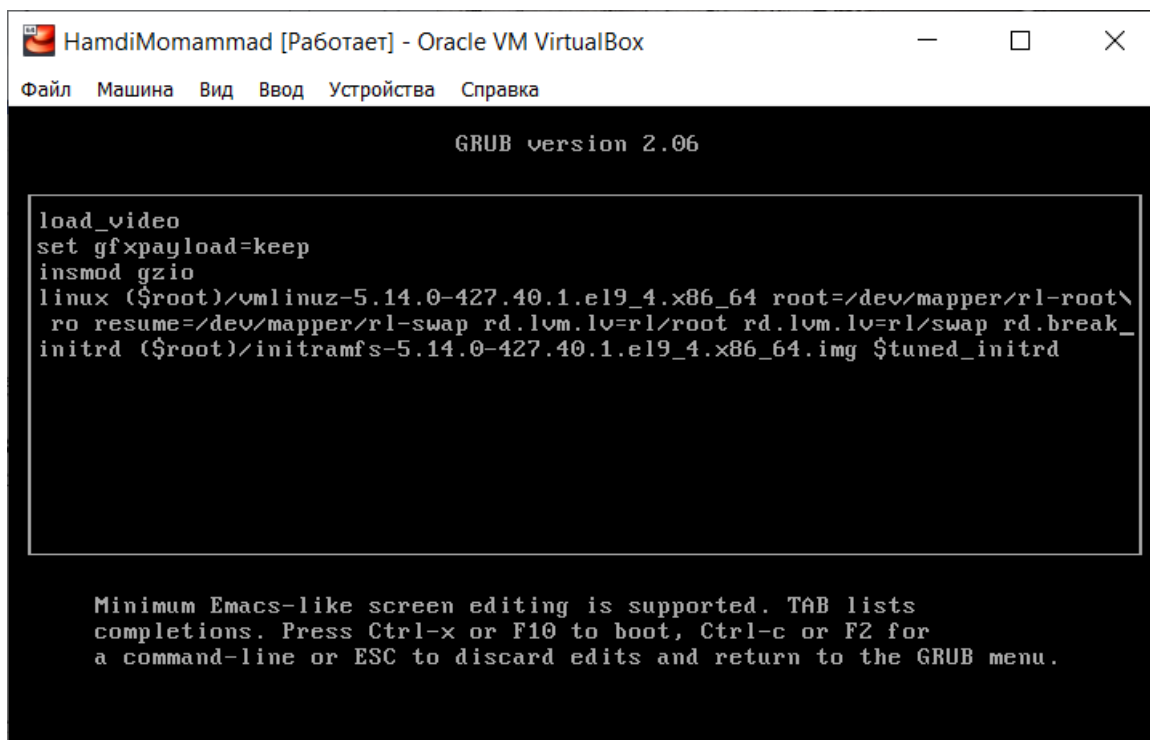 64
HamdiMomammad [Работает] - Oracle VM VirtualBox
Файл Машина Вид Ввод Устройства Справка
GRUB version 2.06
load_video
set gfxpayload=keep
insmod gzio
linux ($root)/vmlinuz-5.14.0-427.40.1.el9_4.x86_64 root=/dev/mapper/rl-root\
ro resume=/dev/mapper/rl-swap rd.lvm.lv=rl/root rd.lvm.lv=rl/swap rd.break_
initrd ($root)/initramfs-5.14.0-427.40.1.el9_4.x86_64.img $tuned_initrd
Minimum Emacs-like screen editing is supported. TAB lists
completions. Press Ctrl-x or F10 to boot, Ctrl-c or F2 for
a command-line or ESC to discard edits and return to the GRUB menu.